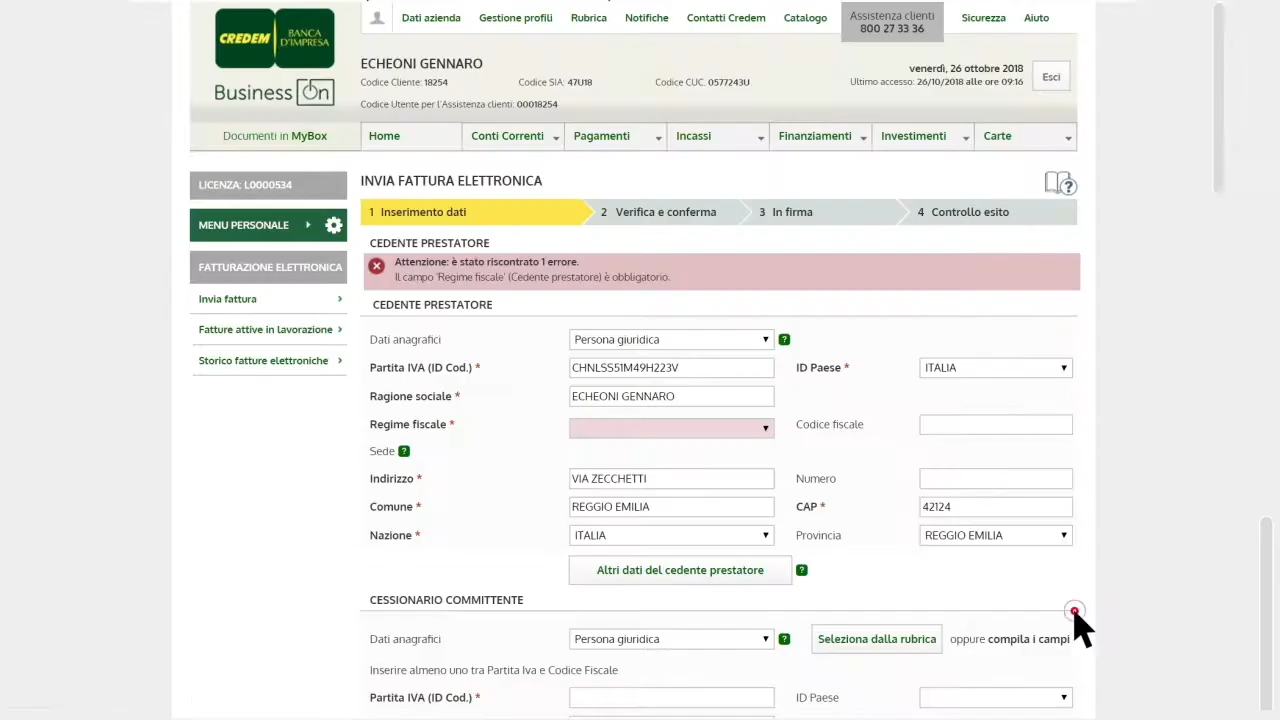 CREDEM BANCA D'IMPRESA
Business On
Dati azienda Gestione profili Rubrica Notifiche Contatti Credem Catalogo Assistenza clienti 800 27 33 36 Sicurezza Aiuto
ECHEONI GENNARO
venerdì, 26 ottobre 2018
Codice Cliente: 18254 Codice SIA: 47U18 Codice CUC: 0577243U Ultimo accesso: 26/10/2018 alle ore 09:16
Esci
Codice Utente per l'Assistenza clienti: 00018254
Documenti in MyBox Home Conti Correnti Pagamenti Incassi Finanziamenti Investimenti Carte
LICENZA: L0000534
MENU PERSONALE
FATTURAZIONE ELETTRONICA
Invia fattura
Fatture attive in lavorazione
Storico fatture elettroniche
INVIA FATTURA ELETTRONICA
?
1 Inserimento dati 2 Verifica e conferma 3 In firma 4 Controllo esito
CEDENTE PRESTATORE
Attenzione: è stato riscontrato 1 errore.
Il campo 'Regime fiscale' (Cedente prestatore) è obbligatorio.
CEDENTE PRESTATORE
Dati anagrafici Persona giuridica ?
Partita IVA (ID Cod.) * CHNLSS51M49H223V ID Paese * ITALIA
Ragione sociale * ECHEONI GENNARO
Regime fiscale * Codice fiscale
Sede ?
Indirizzo * VIA ZECCHETTI Numero
Comune * REGGIO EMILIA CAP * 42124
Nazione * ITALIA Provincia REGGIO EMILIA
Altri dati del cedente prestatore ?
CESSIONARIO COMMITTENTE
Dati anagrafici Persona giuridica ? Seleziona dalla rubrica oppure compila i campi
Inserire almeno uno tra Partita Iva e Codice Fiscale
Partita IVA (ID Cod.) * ID Paese